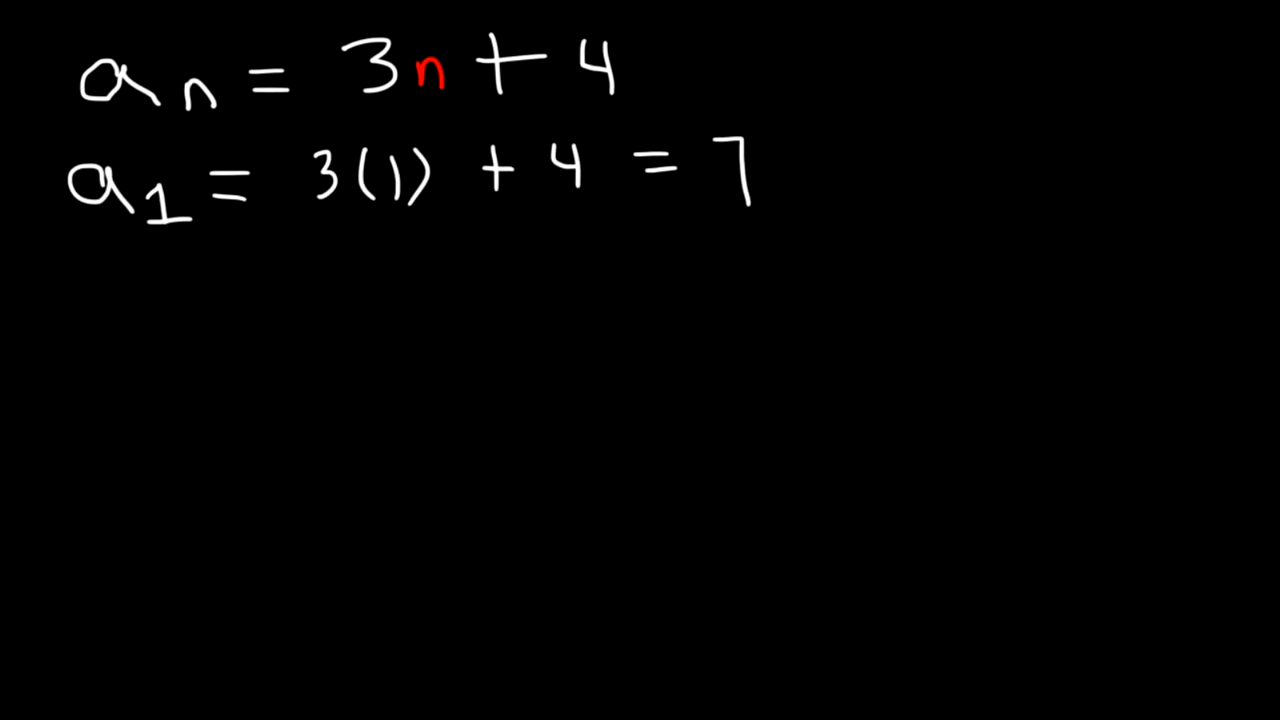 aₙ = 3n + 4
a₁ = 3(1) + 4 = 7